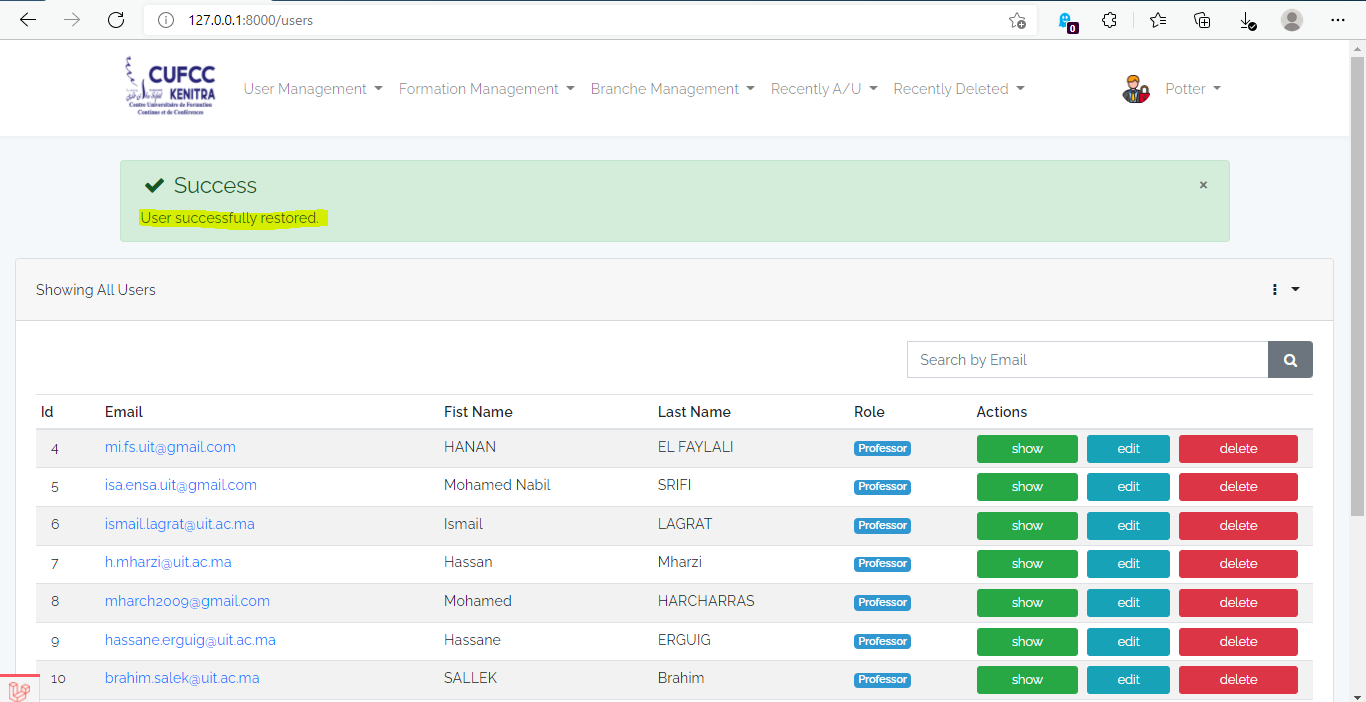 127.0.0.1:8000/users
0
CUFCC
KENITRA
Centre Universitaire de Formation
Continue et de Conférences
User Management
Formation Management
Branche Management
Recently A/U
Recently Deleted
Potter
Success
×
User successfully restored.
Showing All Users
Search by Email
Id Email Fist Name Last Name Role Actions
4 mi.fs.uit@gmail.com HANAN EL FAYLALI Professor show edit delete
5 isa.ensa.uit@gmail.com Mohamed Nabil SRIFI Professor show edit delete
6 ismail.lagrat@uit.ac.ma Ismail LAGRAT Professor show edit delete
7 h.mharzi@uit.ac.ma Hassan Mharzi Professor show edit delete
8 mharch2009@gmail.com Mohamed HARCHARRAS Professor show edit delete
9 hassane.erguig@uit.ac.ma Hassane ERGUIG Professor show edit delete
10 brahim.salek@uit.ac.ma SALLEK Brahim Professor show edit delete